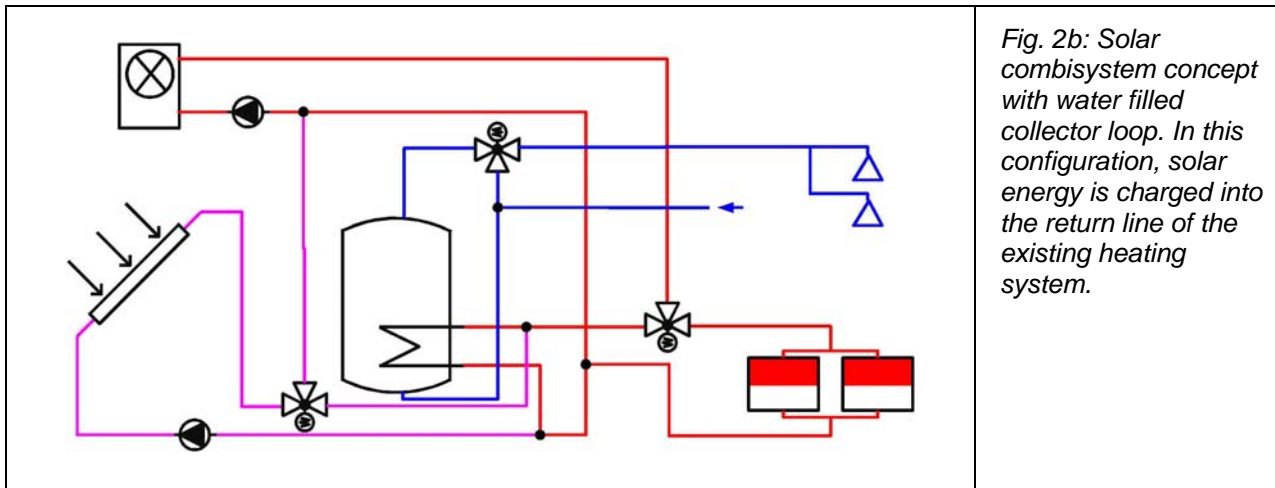 Fig. 2b: Solar
combisystem concept
with water filled
collector loop. In this
configuration, solar
energy is charged into
the return line of the
existing heating
system.